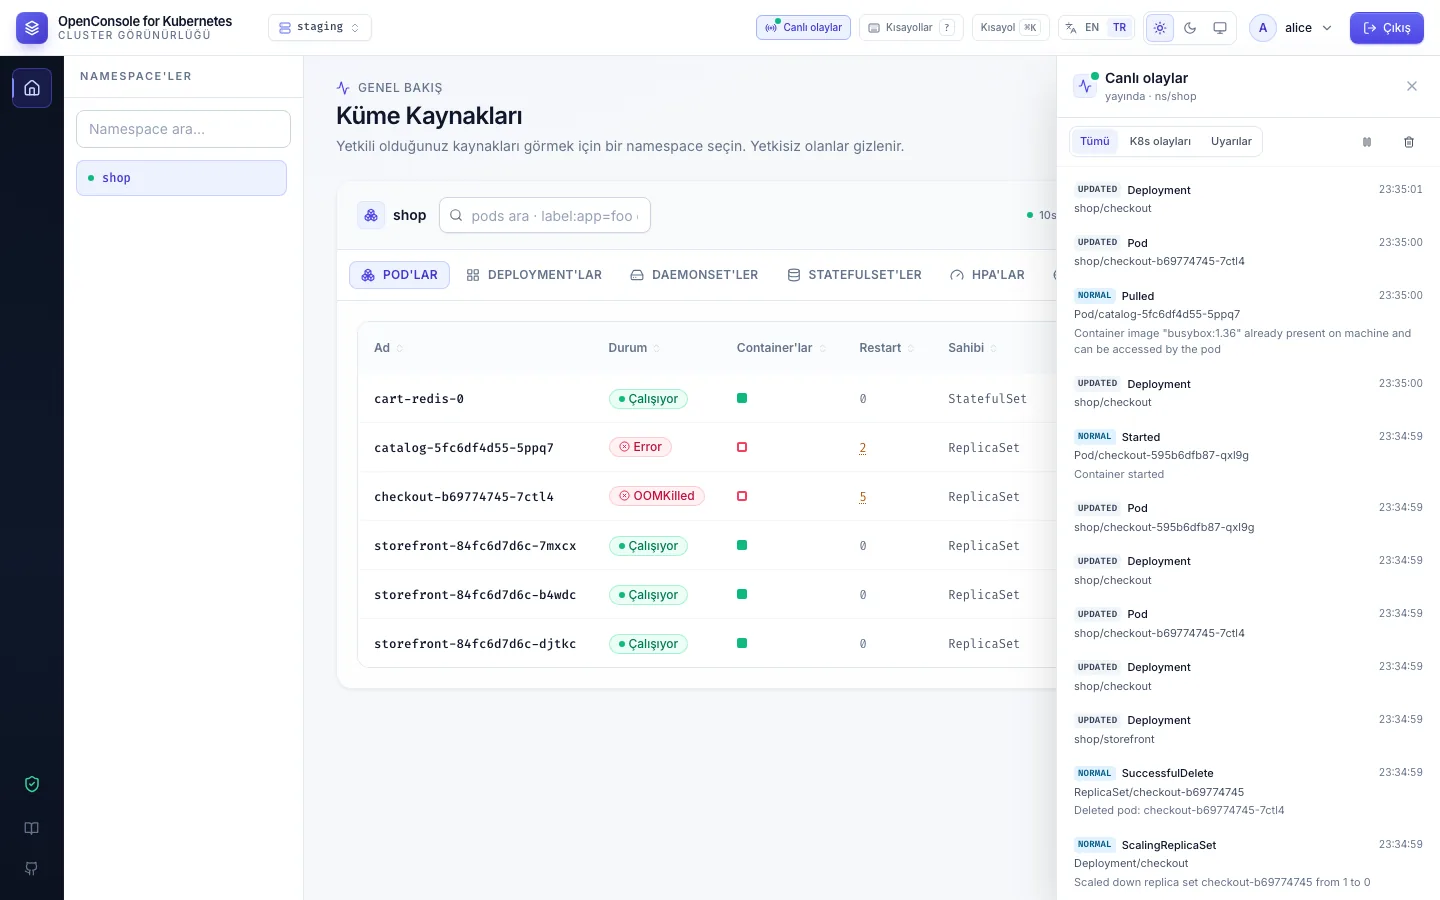 OpenConsole for Kubernetes
CLUSTER GÖRÜNÜRLÜĞÜ
staging
Canlı olaylar
Kısayollar ?
Kısayol ⌘K
EN TR
A alice
Çıkış
NAMESPACE'LER
Namespace ara...
shop
GENEL BAKIŞ
Küme Kaynakları
Yetkili olduğunuz kaynakları görmek için bir namespace seçin. Yetkisiz olanlar gizlenir.
shop
pods ara · label:app=foo
10s
POD'LAR DEPLOYMENT'LAR DAEMONSET'LER STATEFULSET'LER HPA'LAR
Ad Durum Container'lar Restart Sahibi
cart-redis-0 Çalışıyor 0 StatefulSet
catalog-5fc6df4d55-5ppq7 Error 2 ReplicaSet
checkout-b69774745-7ctl4 OOMKilled 5 ReplicaSet
storefront-84fc6d7d6c-7mxcx Çalışıyor 0 ReplicaSet
storefront-84fc6d7d6c-b4wdc Çalışıyor 0 ReplicaSet
storefront-84fc6d7d6c-djtkc Çalışıyor 0 ReplicaSet
Canlı olaylar
yayında · ns/shop
Tümü K8s olayları Uyarılar
UPDATED Deployment 23:35:01
shop/checkout
UPDATED Pod 23:35:00
shop/checkout-b69774745-7ctl4
NORMAL Pulled 23:35:00
Pod/catalog-5fc6df4d55-5ppq7
Container image "busybox:1.36" already present on machine and
can be accessed by the pod
UPDATED Deployment 23:35:00
shop/checkout
NORMAL Started 23:34:59
Pod/checkout-595b6dfb87-qxl9g
Container started
UPDATED Pod 23:34:59
shop/checkout-595b6dfb87-qxl9g
UPDATED Deployment 23:34:59
shop/checkout
UPDATED Pod 23:34:59
shop/checkout-b69774745-7ctl4
UPDATED Deployment 23:34:59
shop/checkout
UPDATED Deployment 23:34:59
shop/storefront
NORMAL SuccessfulDelete 23:34:59
ReplicaSet/checkout-b69774745
Deleted pod: checkout-b69774745-7ctl4
NORMAL ScalingReplicaSet 23:34:59
Deployment/checkout
Scaled down replica set checkout-b69774745 from 1 to 0